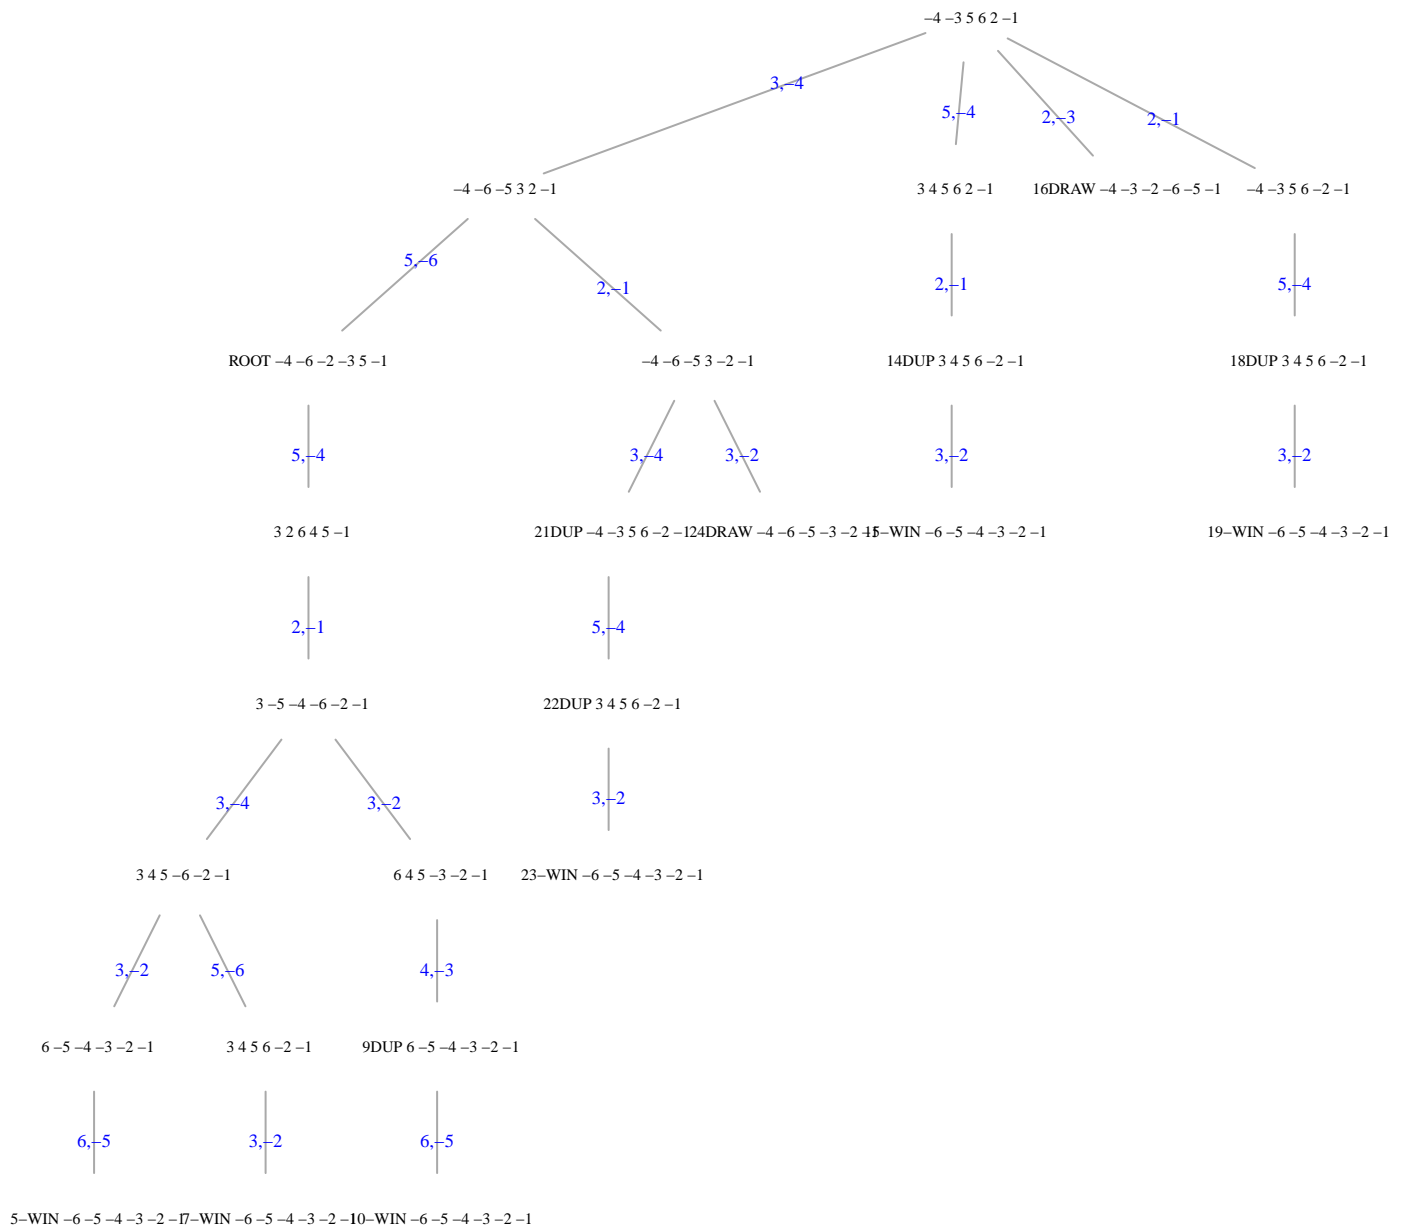 −4 −3 5 6 2 −1
3,−4
5,−4
2,−3
2,−1
−4 −6 −5 3 2 −1
3 4 5 6 2 −1
16DRAW −4 −3 −2 −6 −5 −1
−4 −3 5 6 −2 −1
5,−6
2,−1
2,−1
5,−4
ROOT −4 −6 −2 −3 5 −1
−4 −6 −5 3 −2 −1
14DUP 3 4 5 6 −2 −1
18DUP 3 4 5 6 −2 −1
5,−4
3,−4
3,−2
3,−2
3,−2
3 2 6 4 5 −1
21DUP −4 −3 5 6 −2 −1
24DRAW −4 −6 −5 −3 −2 −1
15−WIN −6 −5 −4 −3 −2 −1
19−WIN −6 −5 −4 −3 −2 −1
2,−1
5,−4
3 −5 −4 −6 −2 −1
22DUP 3 4 5 6 −2 −1
3,−4
3,−2
3,−2
3 4 5 −6 −2 −1
6 4 5 −3 −2 −1
23−WIN −6 −5 −4 −3 −2 −1
3,−2
5,−6
4,−3
6 −5 −4 −3 −2 −1
3 4 5 6 −2 −1
9DUP 6 −5 −4 −3 −2 −1
6,−5
3,−2
6,−5
5−WIN −6 −5 −4 −3 −2 −1
7−WIN −6 −5 −4 −3 −2 −1
10−WIN −6 −5 −4 −3 −2 −1